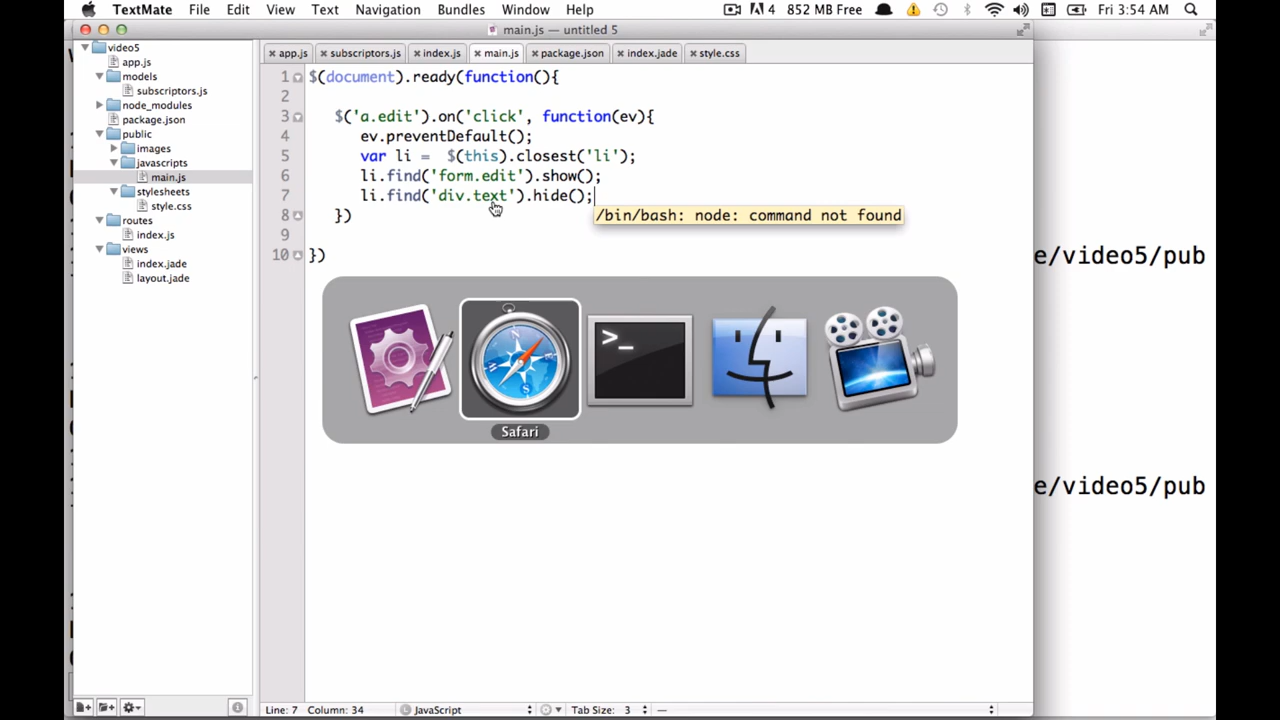 TextMate File Edit View Text Navigation Bundles Window Help 4 852 MB Free Fri 3:54 AM
main.js — untitled 5
video5
app.js
models
subscriptors.js
node_modules
package.json
public
images
javascripts
main.js
stylesheets
style.css
routes
index.js
views
index.jade
layout.jade
app.js subscriptors.js index.js main.js package.json index.jade style.css
1 $(document).ready(function(){
2
3 $('a.edit').on('click', function(ev){
4 ev.preventDefault();
5 var li = $(this).closest('li');
6 li.find('form.edit').show();
7 li.find('div.text').hide();
8 })
9
10 })
/bin/bash: node: command not found
e/video5/pub
e/video5/pub
>_
Safari
Line: 7 Column: 34 JavaScript Tab Size: 3 —